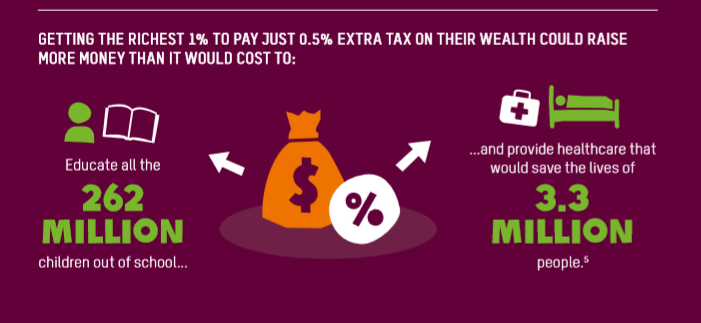 GETTING THE RICHEST 1% TO PAY JUST 0.5% EXTRA TAX ON THEIR WEALTH COULD RAISE
MORE MONEY THAN IT WOULD COST TO:
Educate all the
262
MILLION
children out of school...
$
%
...and provide healthcare that
would save the lives of
3.3
MILLION
people.⁵